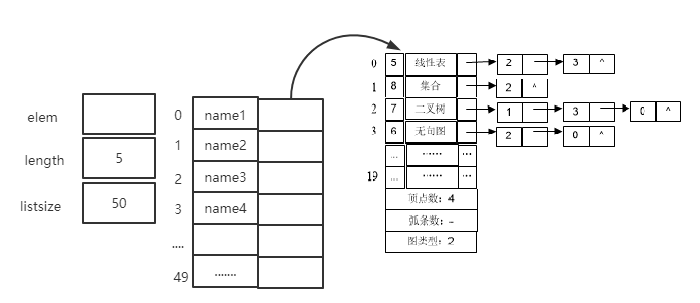 elem
length 5
listsize 50
0 name1
1 name2
2 name3
3 name4
....
49 .......
0 5 线性表 2 3 ^
1 8 集合 2 ^
2 7 二叉树 1 3 0 ^
3 6 无向图 2 0 ^
... ...... ...
19 ... ...... ...
顶点数：4
弧条数：-
图类型：2